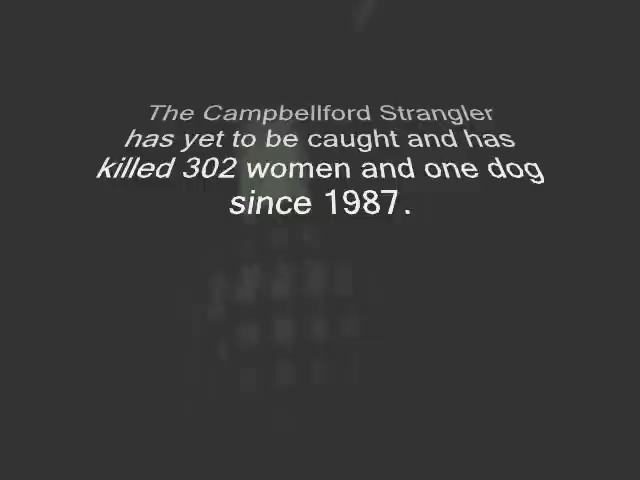 The Campbellford Strangler
has yet to be caught and has
killed 302 women and one dog
since 1987.